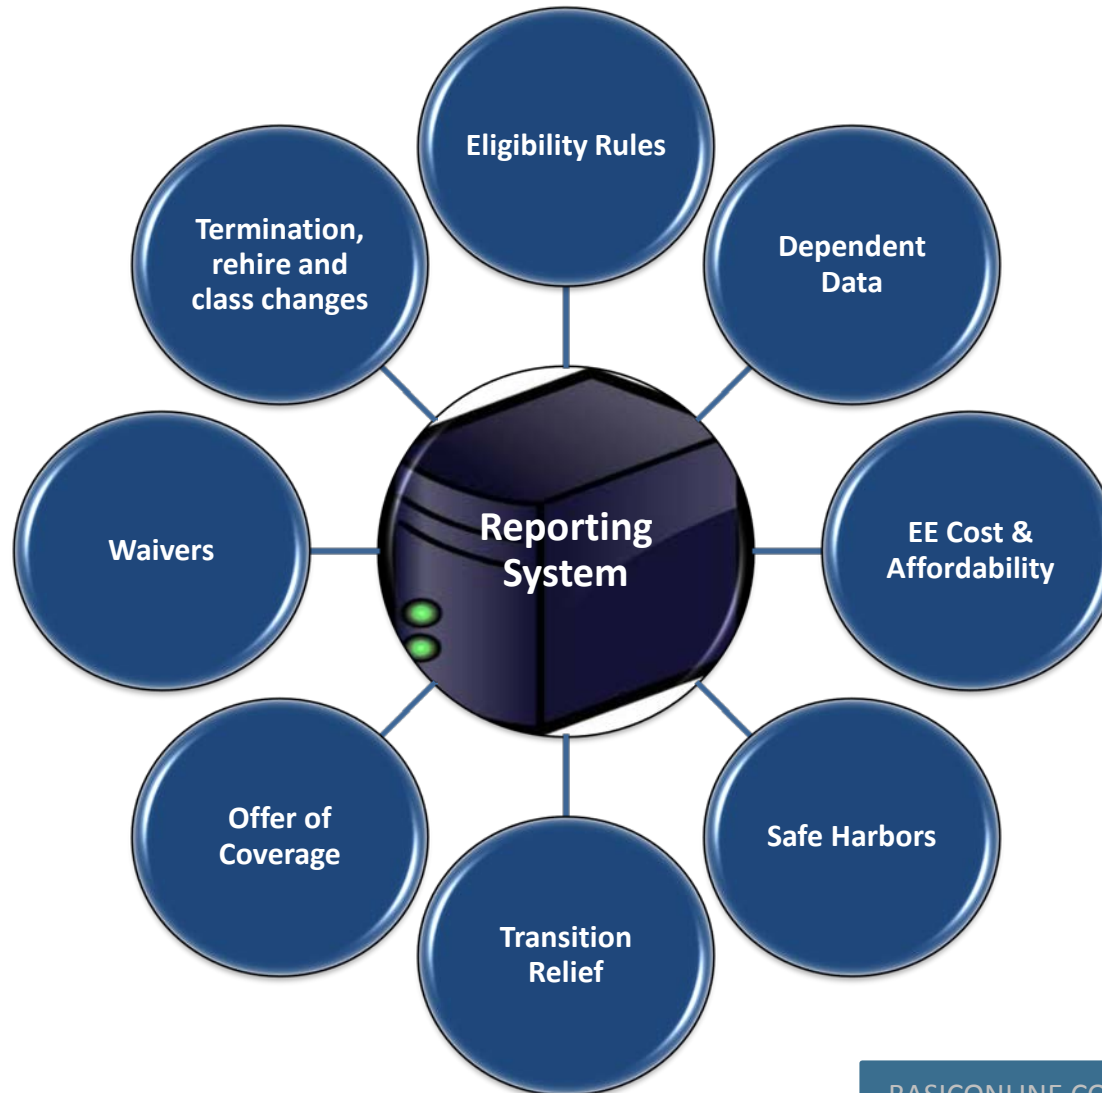 Eligibility Rules
Dependent
Data
EE Cost &
Affordability
Safe Harbors
Transition
Relief
Offer of
Coverage
Waivers
Termination,
rehire and
class changes
Reporting
System